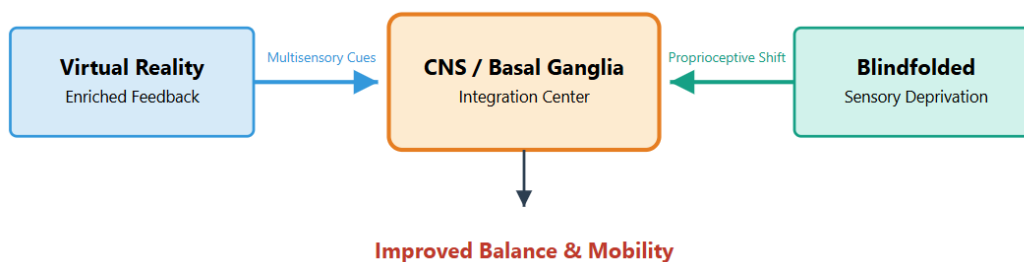 Virtual Reality
Enriched Feedback
Multisensory Cues
CNS / Basal Ganglia
Integration Center
Proprioceptive Shift
Blindfolded
Sensory Deprivation
Improved Balance & Mobility